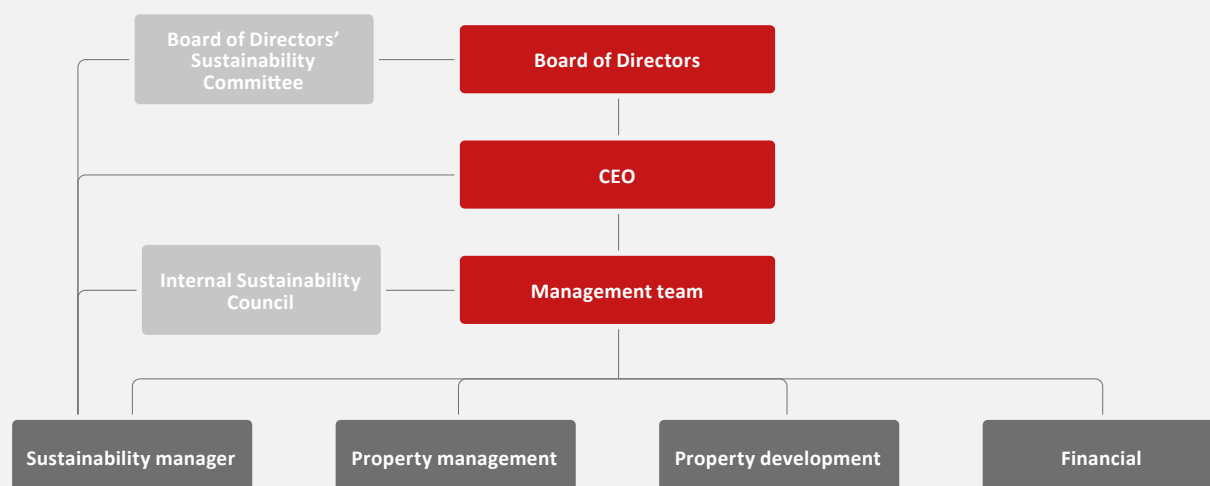 Board of Directors’
Sustainability
Committee
Board of Directors
CEO
Internal Sustainability
Council
Management team
Sustainability manager
Property management
Property development
Financial